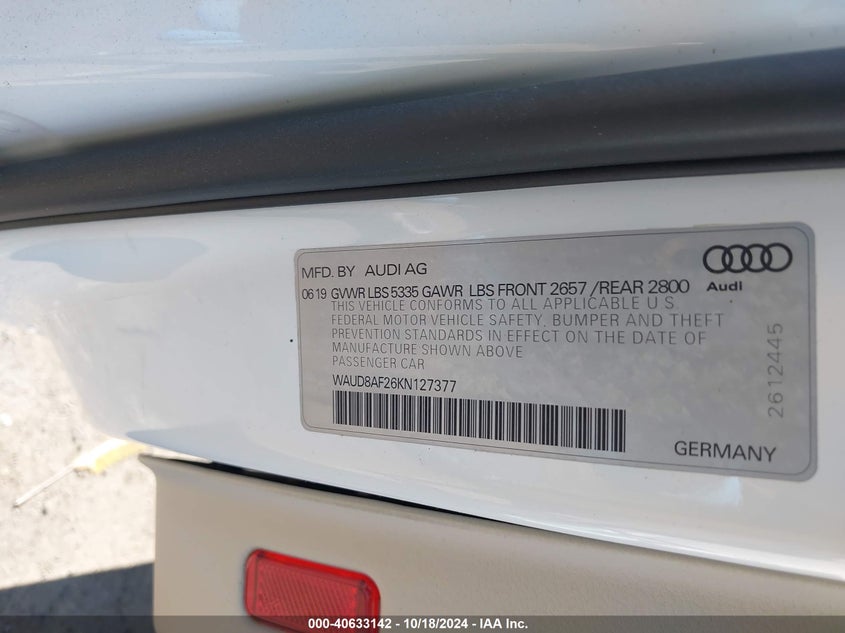 MFD. BY AUDI AG
06 19 GVWR LBS 5335 GAWR LBS FRONT 2657 /REAR 2800
THIS VEHICLE CONFORMS TO ALL APPLICABLE U S
FEDERAL MOTOR VEHICLE SAFETY, BUMPER AND THEFT
PREVENTION STANDARDS IN EFFECT ON THE DATE OF
MANUFACTURE SHOWN ABOVE
PASSENGER CAR
WAUD8AF26KN127377
Audi
2612445
GERMANY
000-40633142 - 10/18/2024 - IAA Inc.